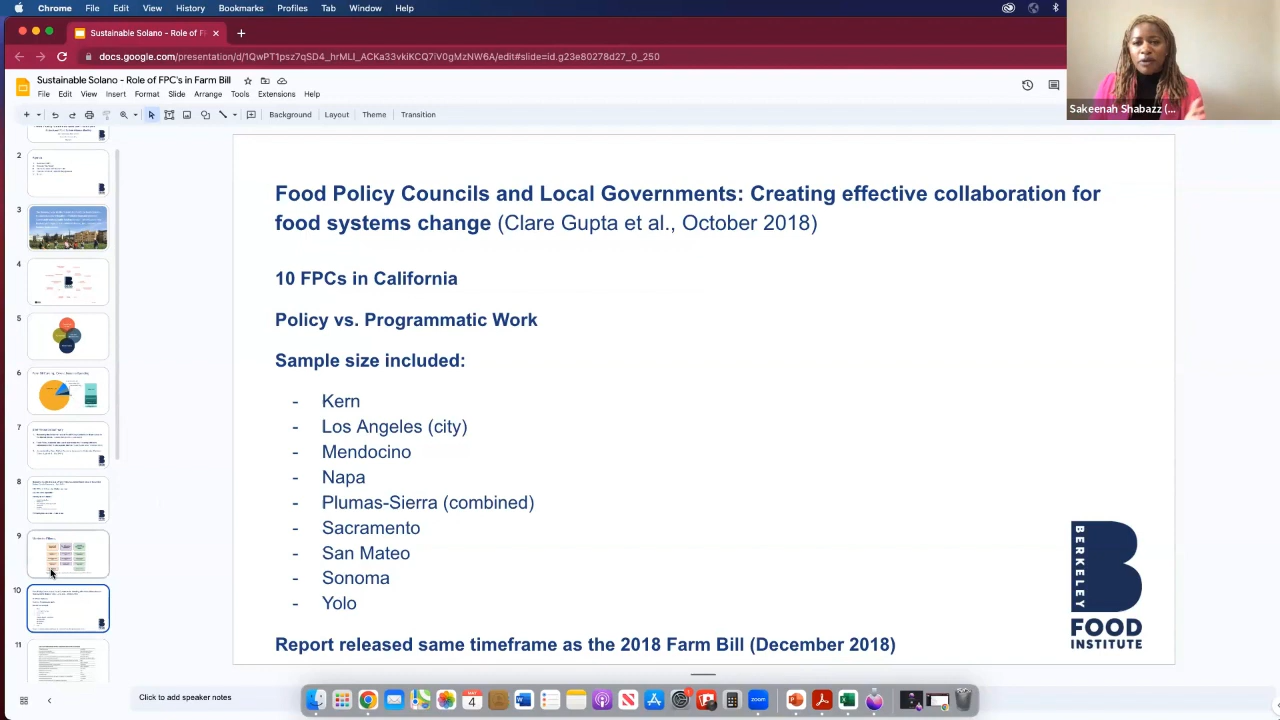 Chrome File Edit View History Bookmarks Profiles Tab Window Help
Sustainable Solano - Role of F
docs.google.com/presentation/d/1QwPT1psz7qSD4_hrMLI_ACKa33vkiKCQ7iV0gMzNW6A/edit#slide=id.g23e80278d27_0_250
Sustainable Solano - Role of FPC's in Farm Bill
File Edit View Insert Format Slide Arrange Tools Extensions Help
Background Layout Theme Transition
Sakeenah Shabazz (...
Food Policy Councils and Local Governments: Creating effective collaboration for
food systems change (Clare Gupta et al., October 2018)
10 FPCs in California
Policy vs. Programmatic Work
Sample size included:
- Kern
- Los Angeles (city)
- Mendocino
- Napa
- Plumas-Sierra (combined)
- Sacramento
- San Mateo
- Sonoma
- Yolo
Report released same timeframe as the 2018 Farm Bill (December 2018)
BERKELEY
FOOD
INSTITUTE
2
3
4
5
6
7
8
9
10
11
Click to add speaker notes
MAY
4
zoom